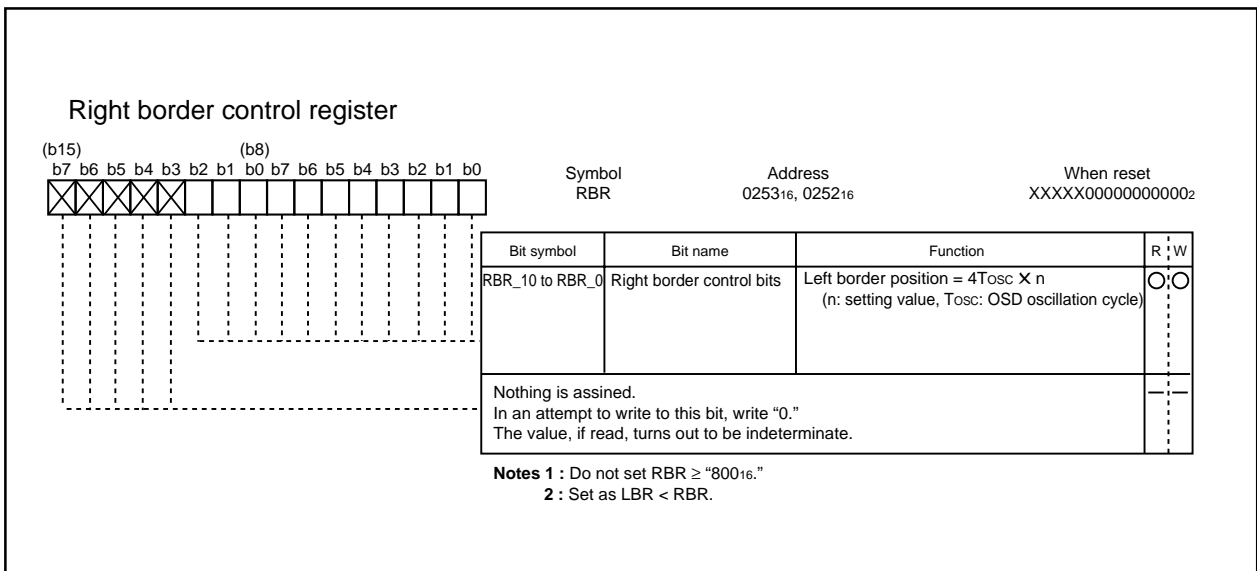 Right border control register
(b15) (b8)
b7 b6 b5 b4 b3 b2 b1 b0 b7 b6 b5 b4 b3 b2 b1 b0
Symbol Address When reset
RBR 025316, 025216 XXXXX000000000002
Bit symbol Bit name Function R W
RBR_10 to RBR_0 Right border control bits Left border position = 4TOSC X n
(n: setting value, TOSC: OSD oscillation cycle)
Nothing is assined.
In an attempt to write to this bit, write “0.”
The value, if read, turns out to be indeterminate.
Notes 1 : Do not set RBR ≥ “80016.”
2 : Set as LBR < RBR.